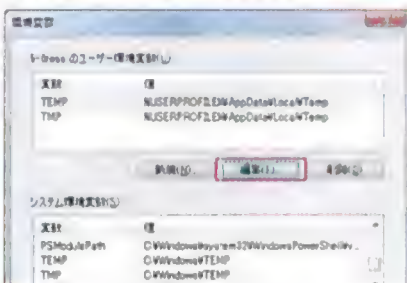 環境変数
のユーザー環境変数(U)
変数 値
TEMP %USERPROFILE%¥AppData¥Local¥Temp
TMP %USERPROFILE%¥AppData¥Local¥Temp
新規(N)... 編集(E)... 削除(D)
システム環境変数(S)
変数 値
PSModulePath C:¥Windows¥system32¥WindowsPowerShell¥v...
TEMP C:¥Windows¥TEMP
TMP C:¥Windows¥TEMP